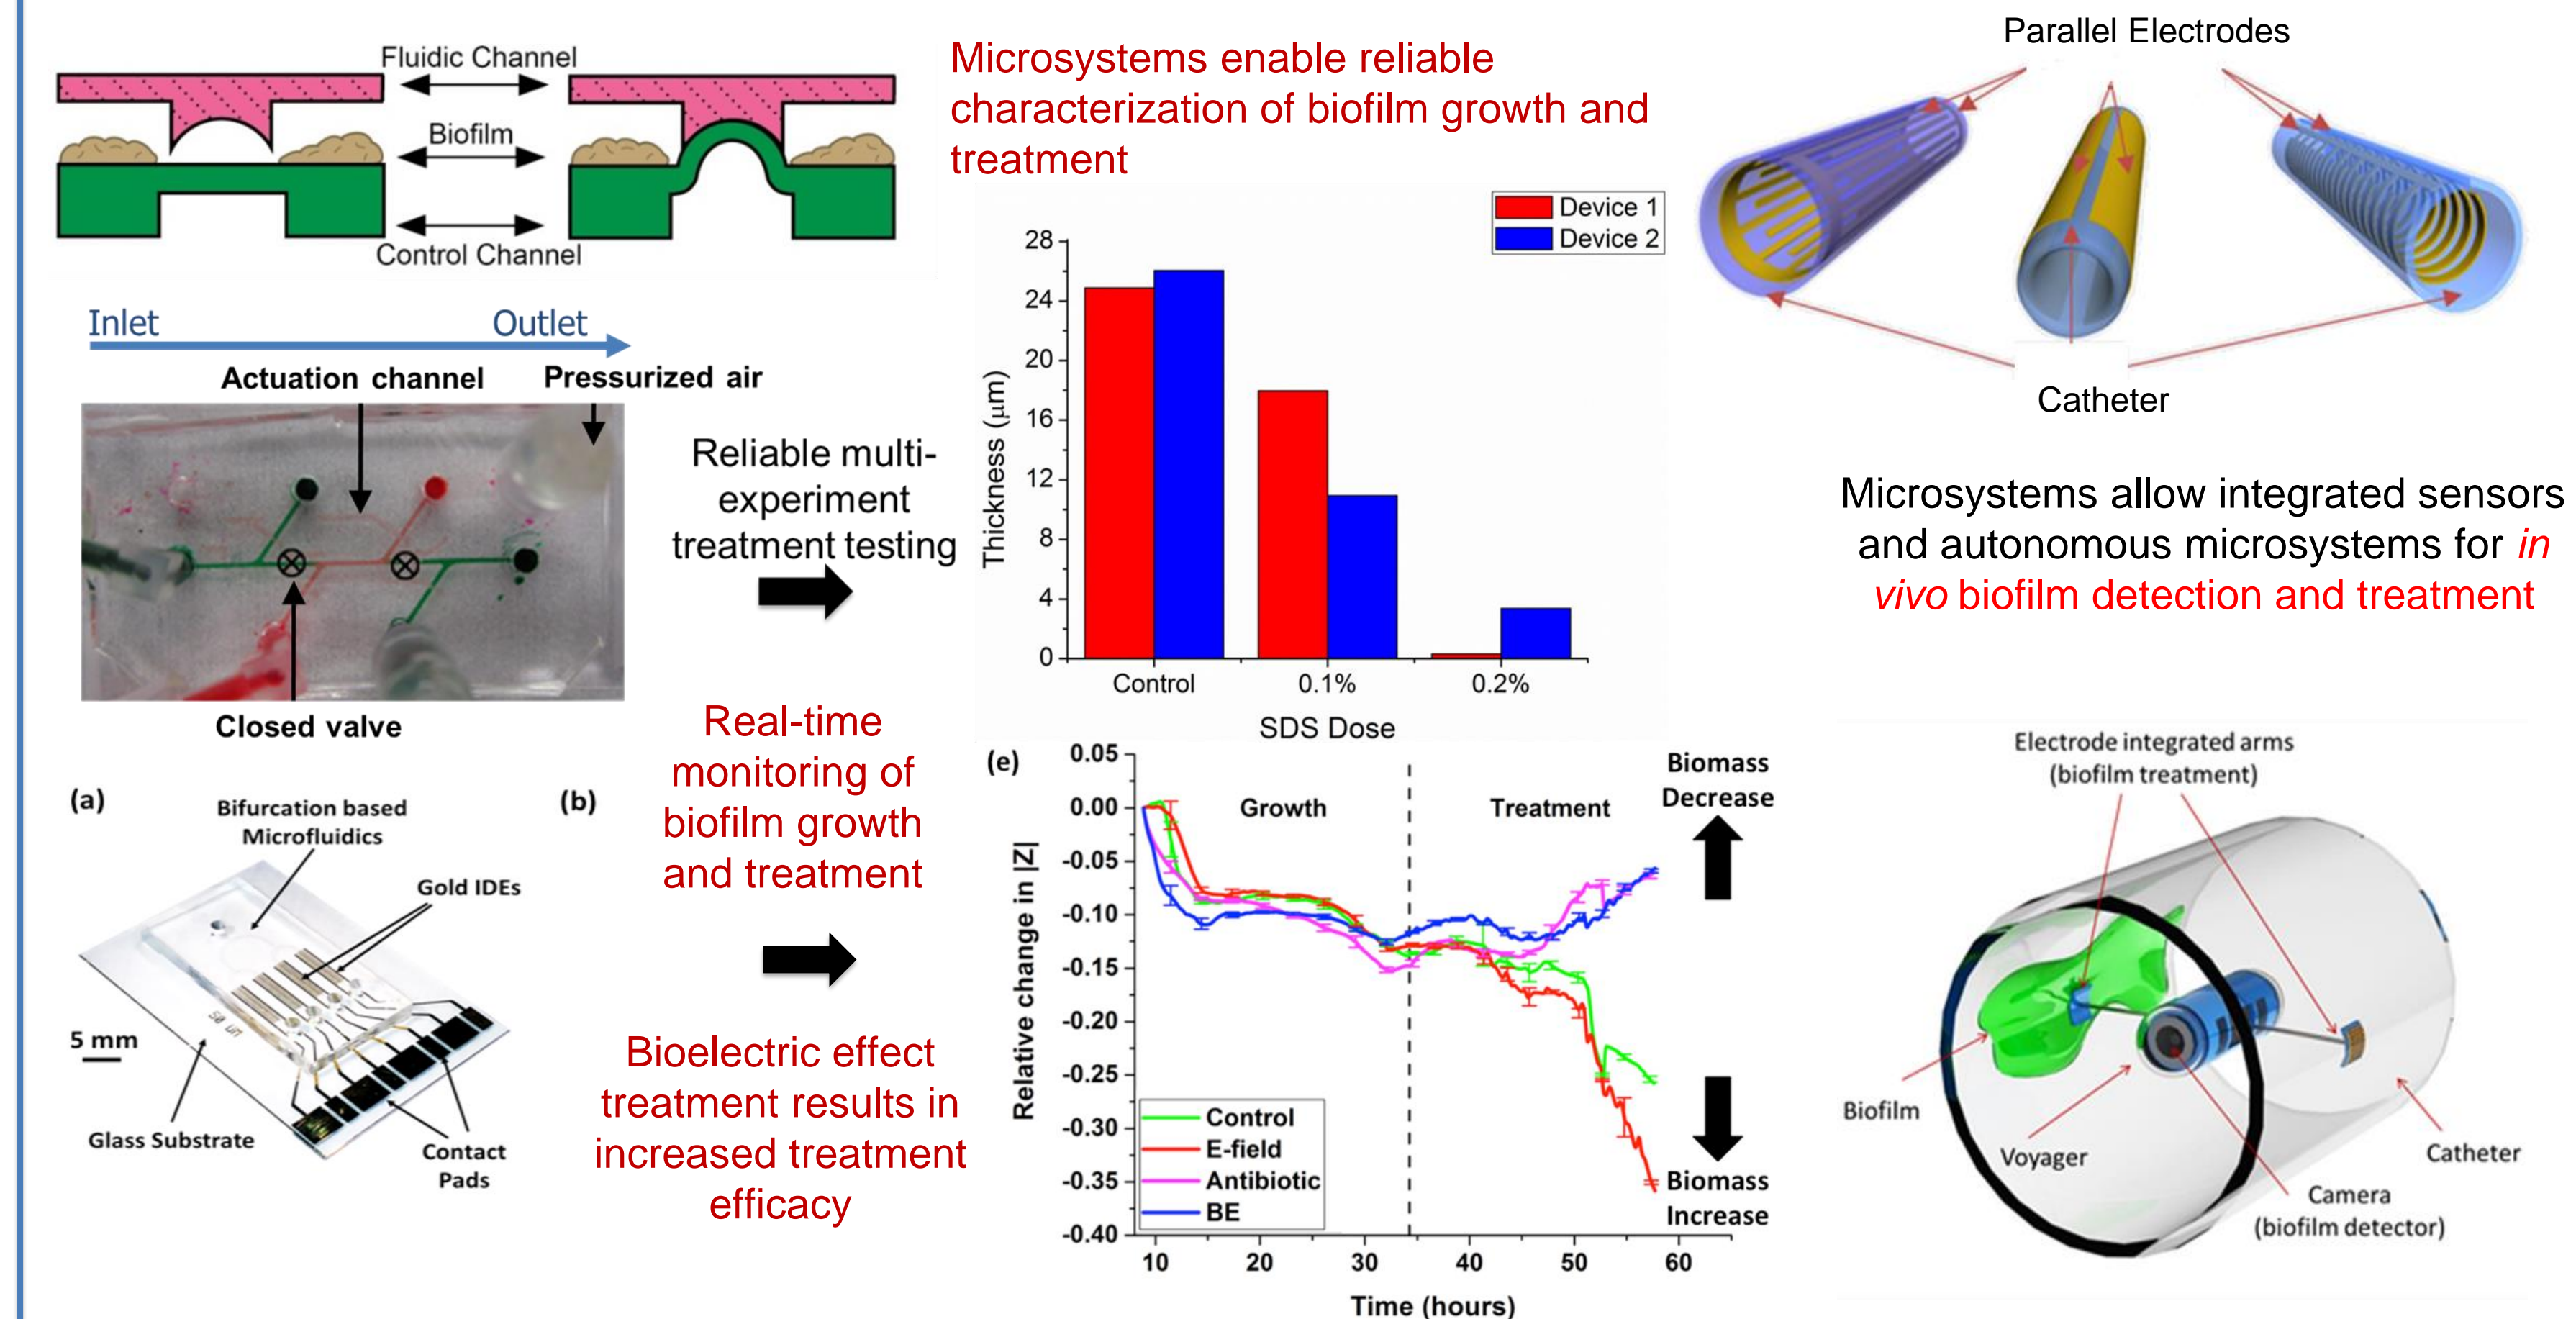 Fluidic Channel
Biofilm
Control Channel
Inlet
Outlet
Actuation channel
Pressurized air
Closed valve
Reliable multi-
experiment
treatment testing
Microsystems enable reliable
characterization of biofilm growth and
treatment
Device 1
Device 2
28
24
20
16
12
8
4
0
Thickness (μm)
Control
0.1%
0.2%
SDS Dose
Parallel Electrodes
Catheter
Microsystems allow integrated sensors
and autonomous microsystems for in
vivo biofilm detection and treatment
(a)
Bifurcation based
Microfluidics
(b)
Gold IDEs
50 um
5 mm
Glass Substrate
Contact
Pads
Real-time
monitoring of
biofilm growth
and treatment
Bioelectric effect
treatment results in
increased treatment
efficacy
(e)
0.05
0.00
-0.05
-0.10
-0.15
-0.20
-0.25
-0.30
-0.35
-0.40
Relative change in |Z|
Growth
Treatment
Biomass
Decrease
Biomass
Increase
Control
E-field
Antibiotic
BE
10
20
30
40
50
60
Time (hours)
Electrode integrated arms
(biofilm treatment)
Biofilm
Voyager
Camera
(biofilm detector)
Catheter